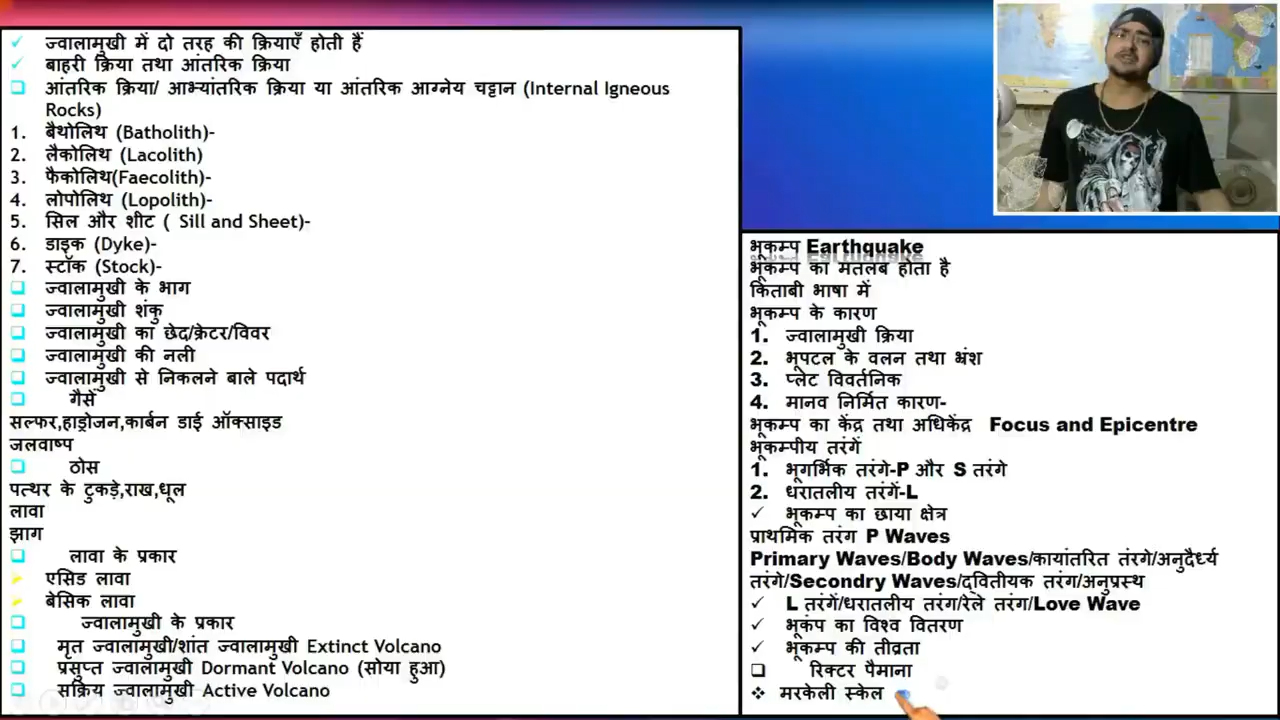 ज्वालामुखी में दो तरह की क्रियाएँ होती हैं
बाहरी क्रिया तथा आंतरिक क्रिया
आंतरिक क्रिया/ आभ्यांतरिक क्रिया या आंतरिक आग्नेय चट्टान (Internal Igneous
Rocks)
1. बैथोलिथ (Batholith)-
2. लैकोलिथ (Lacolith)
3. फैकोलिथ(Faecolith)-
4. लोपोलिथ (Lopolith)-
5. सिल और शीट ( Sill and Sheet)-
6. डाइक (Dyke)-
7. स्टॉक (Stock)-
ज्वालामुखी के भाग
ज्वालामुखी शंकु
ज्वालामुखी का छेद/क्रेटर/विवर
ज्वालामुखी की नली
ज्वालामुखी से निकलने बाले पदार्थ
गैसें
सल्फर,हाड्रोजन,कार्बन डाई ऑक्साइड
जलवाष्प
ठोस
पत्थर के टुकड़े,राख,धूल
लावा
झाग
लावा के प्रकार
एसिड लावा
बेसिक लावा
ज्वालामुखी के प्रकार
मृत ज्वालामुखी/शांत ज्वालामुखी Extinct Volcano
प्रसुप्त ज्वालामुखी Dormant Volcano (सोया हुआ)
सक्रिय ज्वालामुखी Active Volcano
भूकम्प Earthquake
भूकम्प का मतलब होता है
किताबी भाषा में
भूकम्प के कारण
1. ज्वालामुखी क्रिया
2. भूपटल के वलन तथा भ्रंश
3. प्लेट विवर्तनिक
4. मानव निर्मित कारण-
भूकम्प का केंद्र तथा अधिकेंद्र Focus and Epicentre
भूकम्पीय तरंगें
1. भूगर्भिक तरंगे-P और S तरंगे
2. धरातलीय तरंगें-L
भूकम्प का छाया क्षेत्र
प्राथमिक तरंग P Waves
Primary Waves/Body Waves/कायांतरित तंरगे/अनुदैर्ध्य
तरंगे/Secondry Waves/द्वितीयक तरंग/अनुप्रस्थ
L तरंगें/धरातलीय तरंग/रेले तरंग/Love Wave
भूकंप का विश्व वितरण
भूकम्प की तीव्रता
रिक्टर पैमाना
मरकेली स्केल